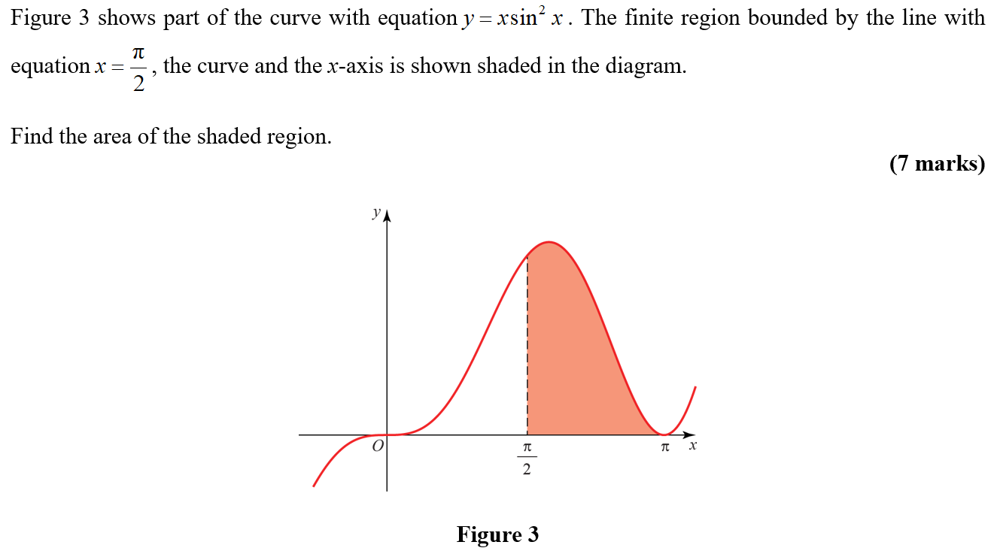 Figure 3 shows part of the curve with equation y = x sin² x . The finite region bounded by the line with
equation x = π/2 , the curve and the x-axis is shown shaded in the diagram.
Find the area of the shaded region.
(7 marks)
y
O
π/2
π
x
Figure 3